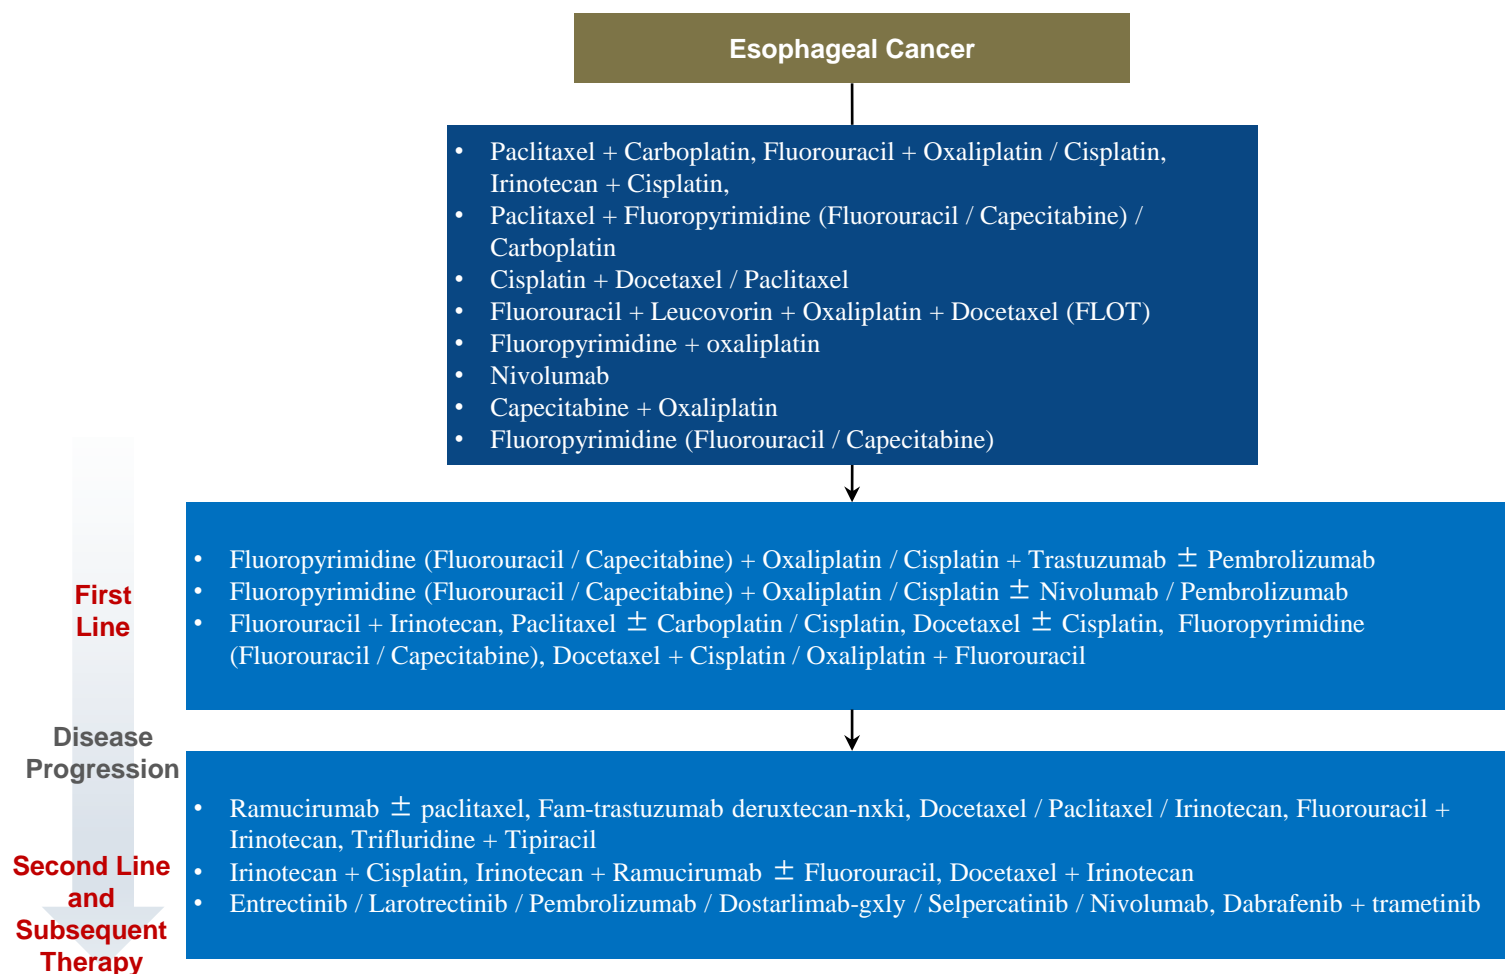 Esophageal Cancer
• Paclitaxel + Carboplatin, Fluorouracil + Oxaliplatin / Cisplatin,
Irinotecan + Cisplatin,
• Paclitaxel + Fluoropyrimidine (Fluorouracil / Capecitabine) /
Carboplatin
• Cisplatin + Docetaxel / Paclitaxel
• Fluorouracil + Leucovorin + Oxaliplatin + Docetaxel (FLOT)
• Fluoropyrimidine + oxaliplatin
• Nivolumab
• Capecitabine + Oxaliplatin
• Fluoropyrimidine (Fluorouracil / Capecitabine)
First
Line
• Fluoropyrimidine (Fluorouracil / Capecitabine) + Oxaliplatin / Cisplatin + Trastuzumab ± Pembrolizumab
• Fluoropyrimidine (Fluorouracil / Capecitabine) + Oxaliplatin / Cisplatin ± Nivolumab / Pembrolizumab
• Fluorouracil + Irinotecan, Paclitaxel ± Carboplatin / Cisplatin, Docetaxel ± Cisplatin, Fluoropyrimidine
(Fluorouracil / Capecitabine), Docetaxel + Cisplatin / Oxaliplatin + Fluorouracil
Disease
Progression
Second Line
and
Subsequent
Therapy
• Ramucirumab ± paclitaxel, Fam-trastuzumab deruxtecan-nxki, Docetaxel / Paclitaxel / Irinotecan, Fluorouracil +
Irinotecan, Trifluridine + Tipiracil
• Irinotecan + Cisplatin, Irinotecan + Ramucirumab ± Fluorouracil, Docetaxel + Irinotecan
• Entrectinib / Larotrectinib / Pembrolizumab / Dostarlimab-gxly / Selpercatinib / Nivolumab, Dabrafenib + trametinib